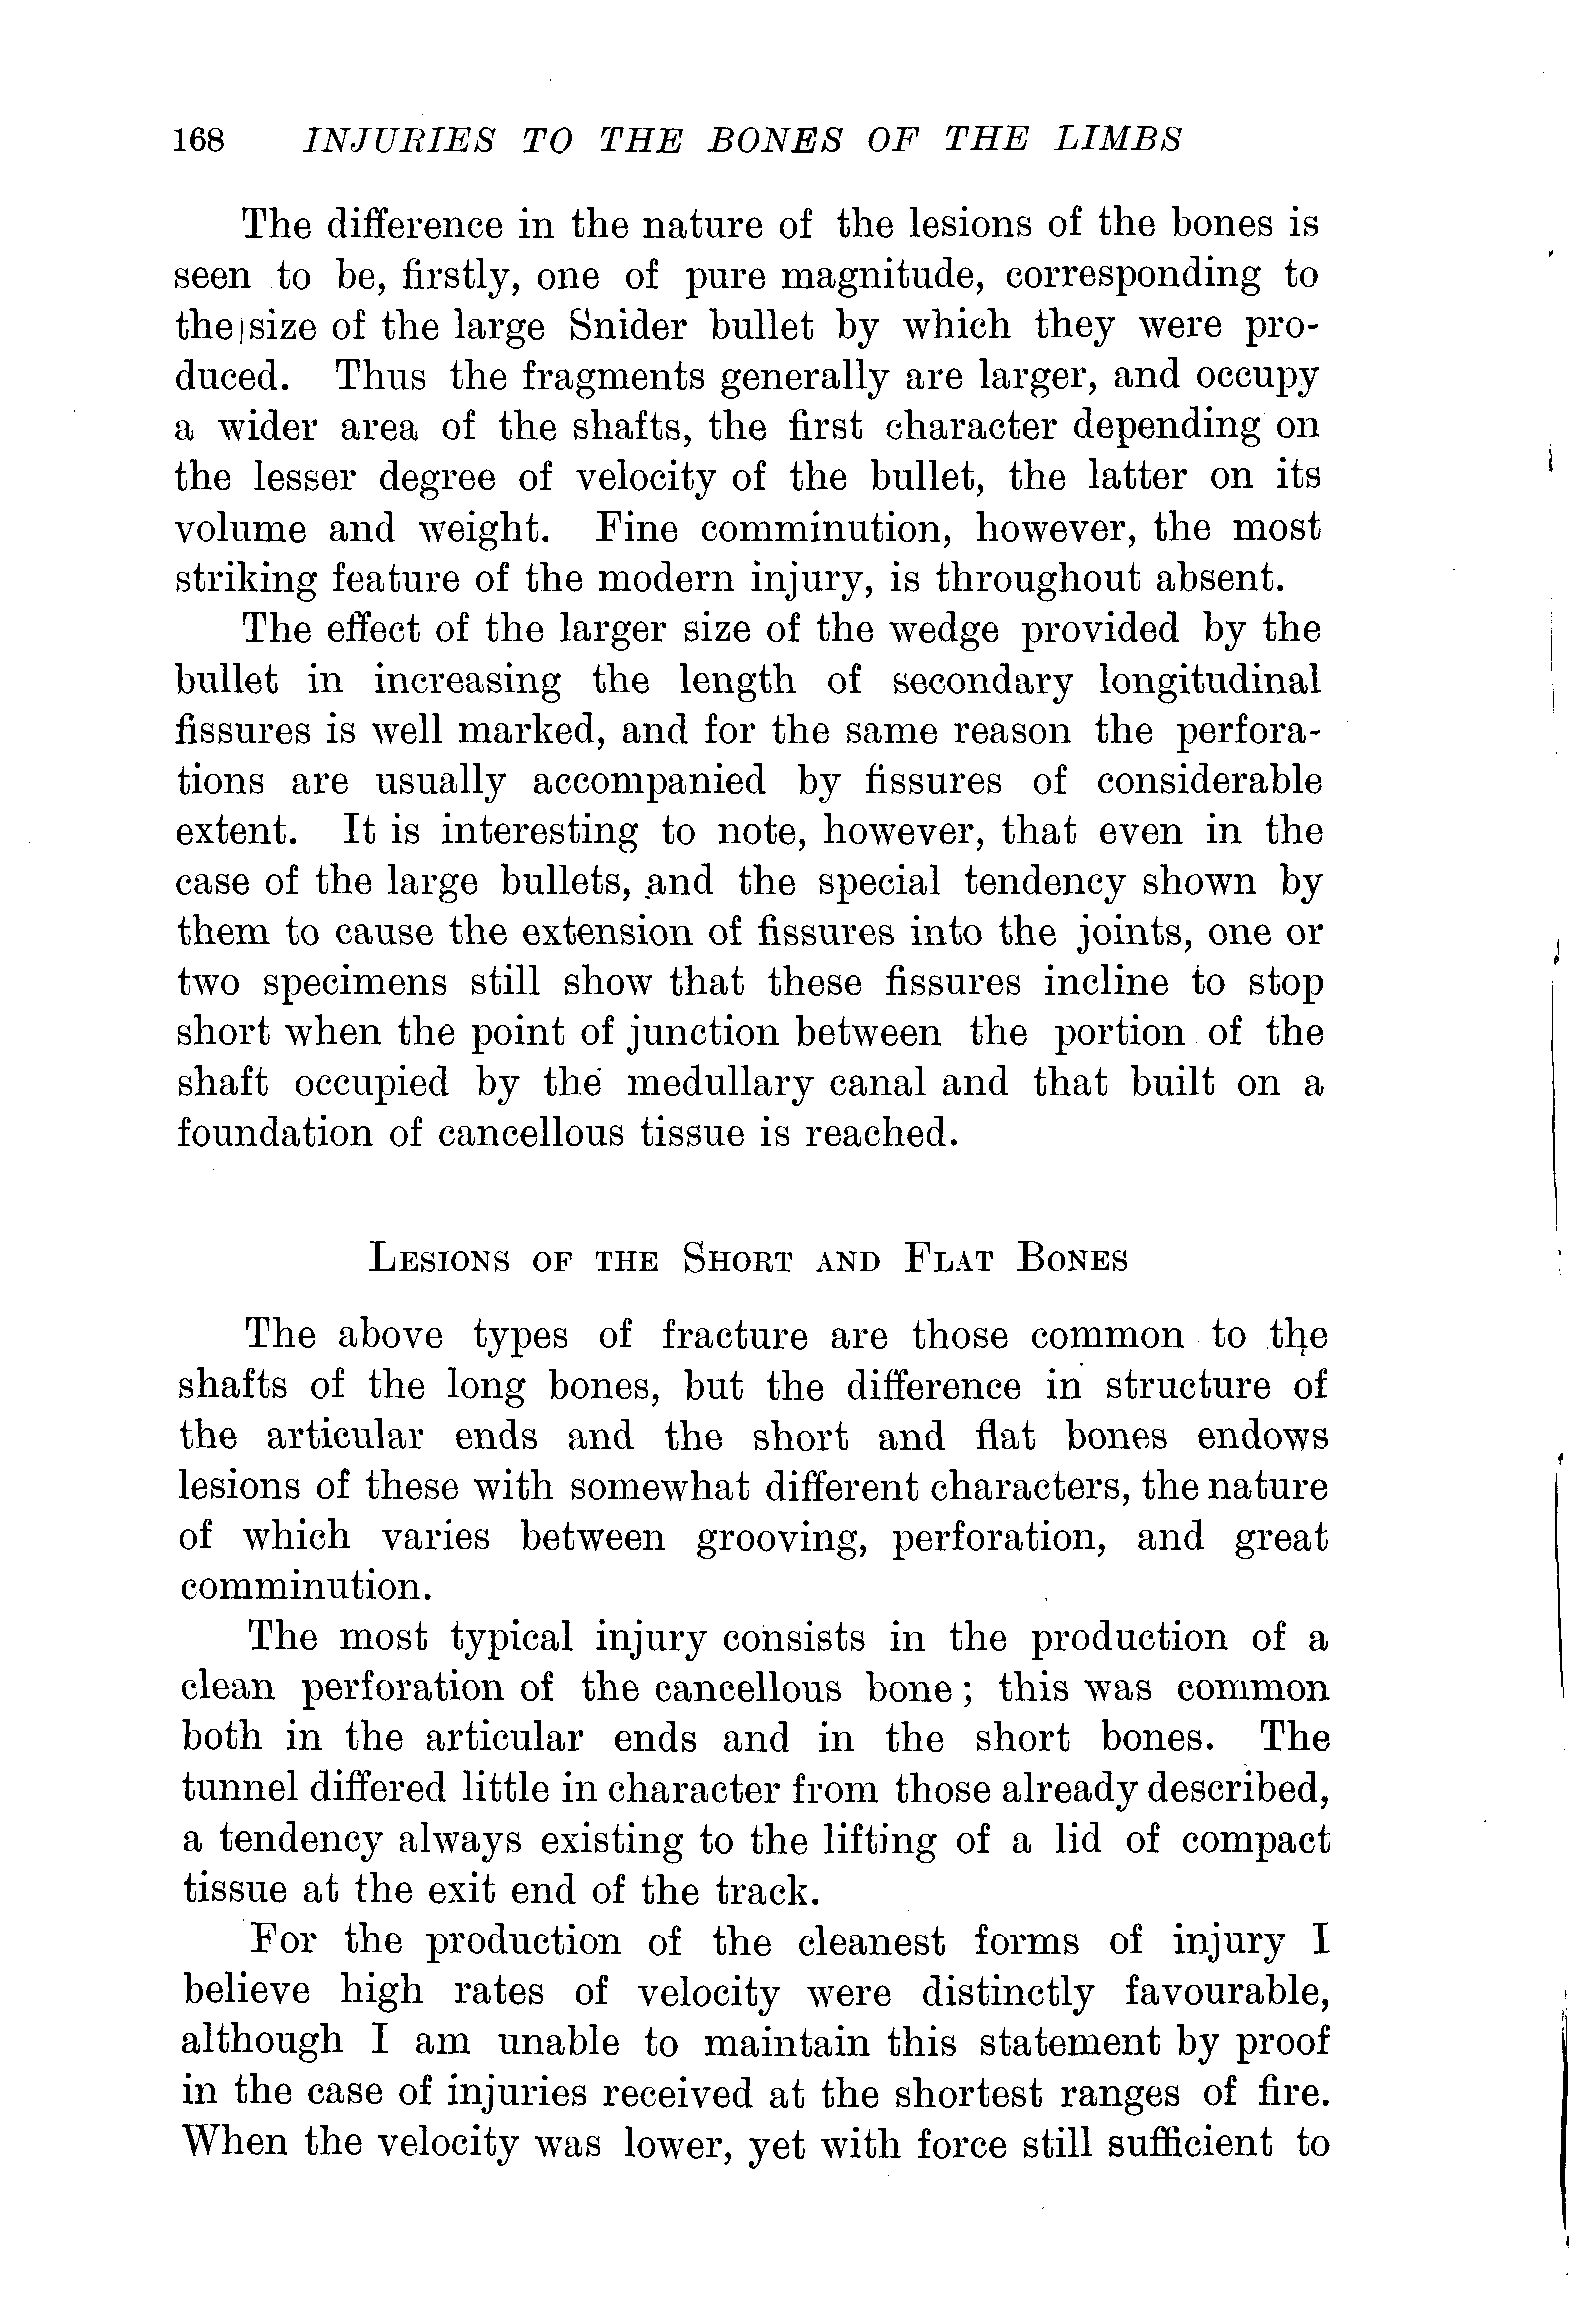 168 INJURIES TO THE BONES OF THE LIMBS
The difference in the nature of the lesions of the bones is
seen to be, firstly, one of pure magnitude, corresponding to
the size of the large Snider bullet by which they were pro-
duced. Thus the fragments generally are larger, and occupy
a wider area of the shafts, the first character depending on
the lesser degree of velocity of the bullet, the latter on its
volume and weight. Fine comminution, however, the most
striking feature of the modern injury, is throughout absent.
The effect of the larger size of the wedge provided by the
bullet in increasing the length of secondary longitudinal
fissures is well marked, and for the same reason the perfora-
tions are usually accompanied by fissures of considerable
extent. It is interesting to note, however, that even in the
case of the large bullets, and the special tendency shown by
them to cause the extension of fissures into the joints, one or
two specimens still show that these fissures incline to stop
short when the point of junction between the portion of the
shaft occupied by the medullary canal and that built on a
foundation of cancellous tissue is reached.
LESIONS OF THE SHORT AND FLAT BONES
The above types of fracture are those common to the
shafts of the long bones, but the difference in structure of
the articular ends and the short and flat bones endows
lesions of these with somewhat different characters, the nature
of which varies between grooving, perforation, and great
comminution.
The most typical injury consists in the production of a
clean perforation of the cancellous bone; this was common
both in the articular ends and in the short bones. The
tunnel differed little in character from those already described,
a tendency always existing to the lifting of a lid of compact
tissue at the exit end of the track.
For the production of the cleanest forms of injury I
believe high rates of velocity were distinctly favourable,
although I am unable to maintain this statement by proof
in the case of injuries received at the shortest ranges of fire.
When the velocity was lower, yet with force still sufficient to